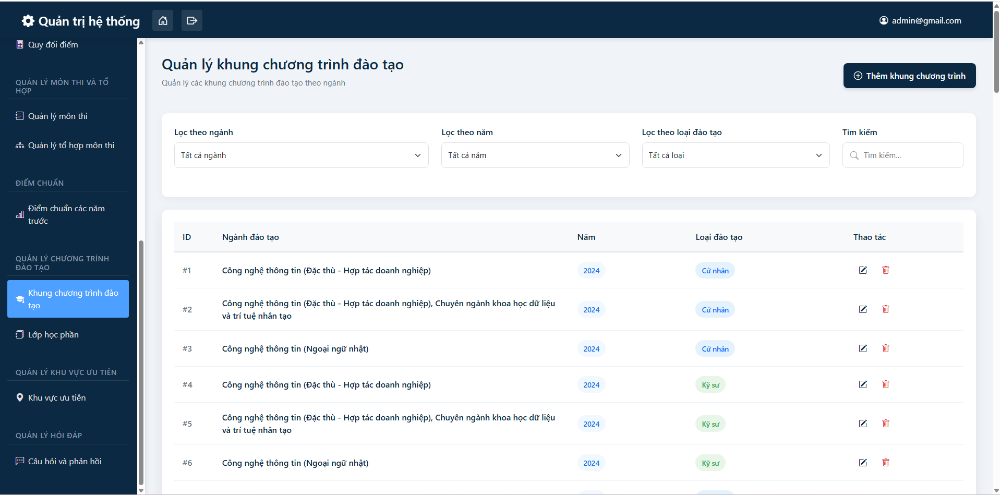 Quản trị hệ thống
admin@gmail.com
Quy đổi điểm
QUẢN LÝ MÔN THI VÀ TỔ
HỢP
Quản lý môn thi
Quản lý tổ hợp môn thi
ĐIỂM CHUẨN
Điểm chuẩn các năm
trước
QUẢN LÝ CHƯƠNG TRÌNH
ĐÀO TẠO
Khung chương trình đào
tạo
Lớp học phần
QUẢN LÝ KHU VỰC ƯU TIÊN
Khu vực ưu tiên
QUẢN LÝ HỎI ĐÁP
Câu hỏi và phản hồi
Quản lý khung chương trình đào tạo
Quản lý các khung chương trình đào tạo theo ngành
Thêm khung chương trình
Lọc theo ngành
Tất cả ngành
Lọc theo năm
Tất cả năm
Lọc theo loại đào tạo
Tất cả loại
Tìm kiếm
Tìm kiếm...
ID Ngành đào tạo Năm Loại đào tạo Thao tác
#1 Công nghệ thông tin (Đặc thù - Hợp tác doanh nghiệp) 2024 Cử nhân
#2 Công nghệ thông tin (Đặc thù - Hợp tác doanh nghiệp), Chuyên ngành khoa học dữ liệu
và trí tuệ nhân tạo 2024 Cử nhân
#3 Công nghệ thông tin (Ngoại ngữ nhật) 2024 Cử nhân
#4 Công nghệ thông tin (Đặc thù - Hợp tác doanh nghiệp) 2024 Kỹ sư
#5 Công nghệ thông tin (Đặc thù - Hợp tác doanh nghiệp), Chuyên ngành khoa học dữ liệu
và trí tuệ nhân tạo 2024 Kỹ sư
#6 Công nghệ thông tin (Ngoại ngữ nhật) 2024 Kỹ sư